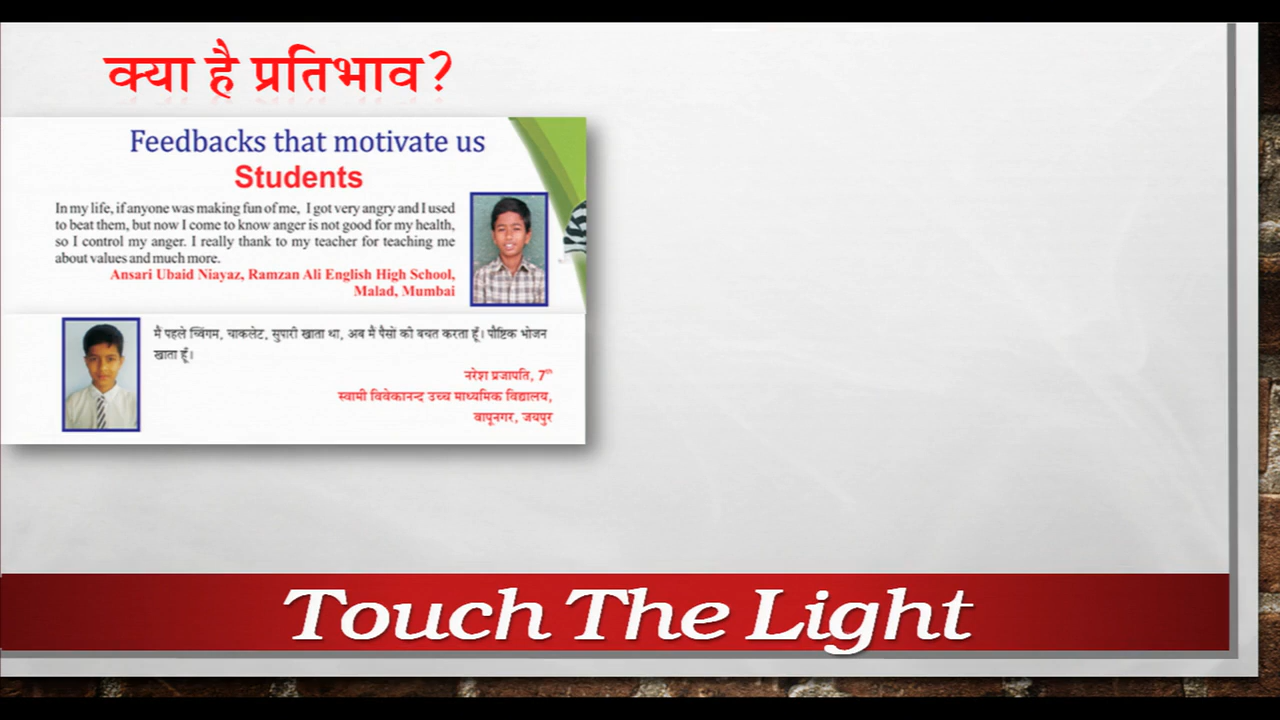 क्या है प्रतिभाव?
Feedbacks that motivate us
Students
In my life, if anyone was making fun of me, I got very angry and I used
to beat them, but now I come to know anger is not good for my health,
so I control my anger. I really thank to my teacher for teaching me
about values and much more.
Ansari Ubaid Niayaz, Ramzan Ali English High School,
Malad, Mumbai
मैं पहले च्विंगम, चाकलेट, सुपारी खाता था, अब मैं पैसों की बचत करता हूँ। पौष्टिक भोजन
खाता हूँ।
नरेश प्रजापति, 7th
स्वामी विवेकानन्द उच्च माध्यमिक विद्यालय,
बापूनगर, जयपुर
Touch The Light